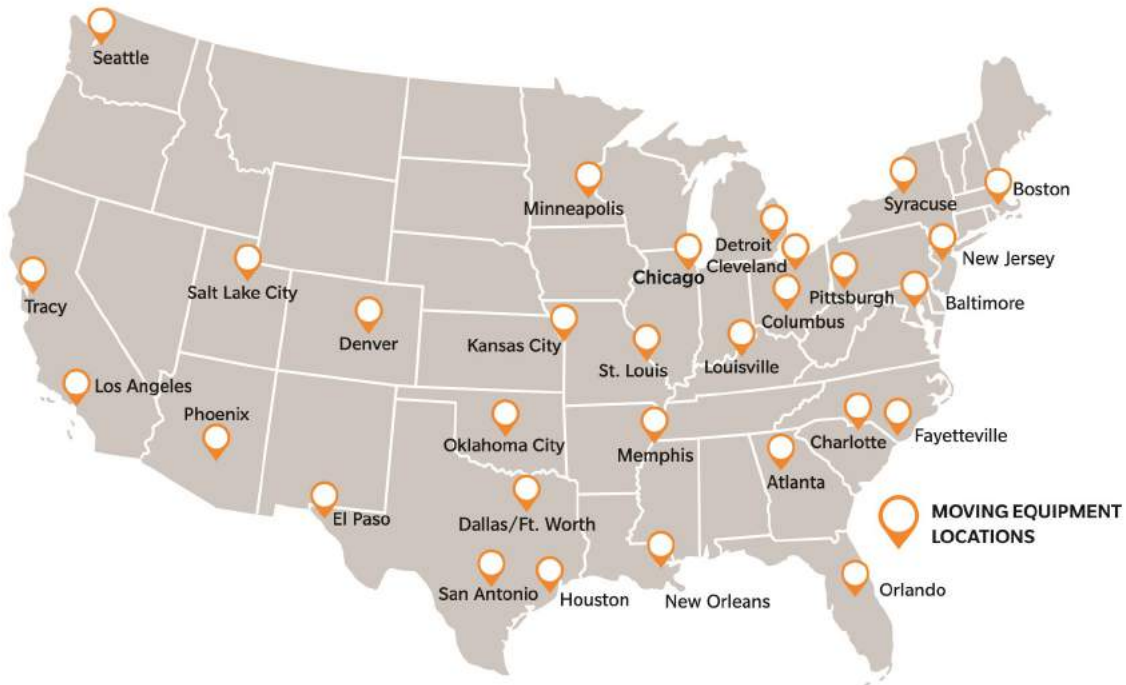 Seattle
Minneapolis
Syracuse
Boston
Detroit
Cleveland
New Jersey
Chicago
Salt Lake City
Tracy
Pittsburgh
Baltimore
Columbus
Denver
Kansas City
St. Louis
Louisville
Los Angeles
Phoenix
Oklahoma City
Memphis
Charlotte
Fayetteville
Atlanta
El Paso
Dallas/Ft. Worth
MOVING EQUIPMENT
LOCATIONS
San Antonio
Houston
New Orleans
Orlando